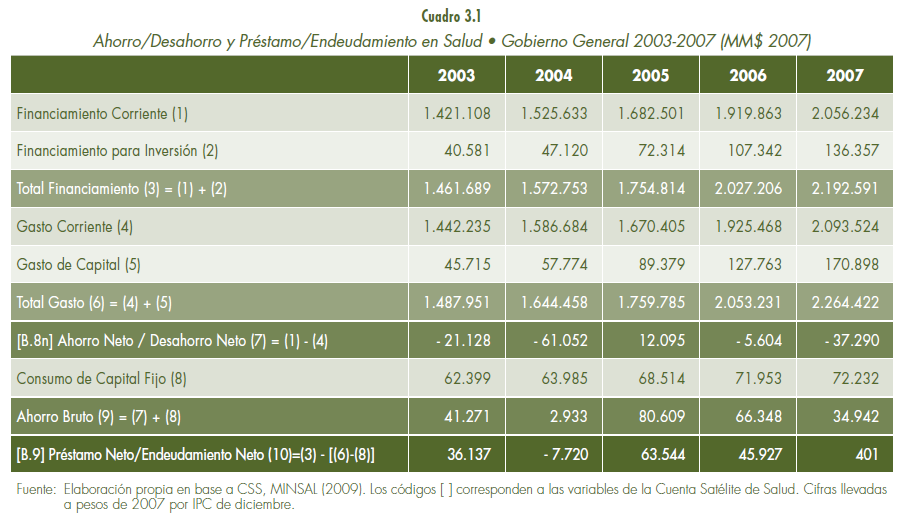 Cuadro 3.1
Ahorro/Desahorro y Préstamo/Endeudamiento en Salud • Gobierno General 2003-2007 (MM$ 2007)
2003 2004 2005 2006 2007
Financiamiento Corriente (1) 1.421.108 1.525.633 1.682.501 1.919.863 2.056.234
Financiamiento para Inversión (2) 40.581 47.120 72.314 107.342 136.357
Total Financiamiento (3) = (1) + (2) 1.461.689 1.572.753 1.754.814 2.027.206 2.192.591
Gasto Corriente (4) 1.442.235 1.586.684 1.670.405 1.925.468 2.093.524
Gasto de Capital (5) 45.715 57.774 89.379 127.763 170.898
Total Gasto (6) = (4) + (5) 1.487.951 1.644.458 1.759.785 2.053.231 2.264.422
[B.8n] Ahorro Neto / Desahorro Neto (7) = (1) - (4) - 21.128 - 61.052 12.095 - 5.604 - 37.290
Consumo de Capital Fijo (8) 62.399 63.985 68.514 71.953 72.232
Ahorro Bruto (9) = (7) + (8) 41.271 2.933 80.609 66.348 34.942
[B.9] Préstamo Neto/Endeudamiento Neto (10)=(3) - [(6)-(8)] 36.137 - 7.720 63.544 45.927 401
Fuente: Elaboración propia en base a CSS, MINSAL (2009). Los códigos [ ] corresponden a las variables de la Cuenta Satélite de Salud. Cifras llevadas
a pesos de 2007 por IPC de diciembre.